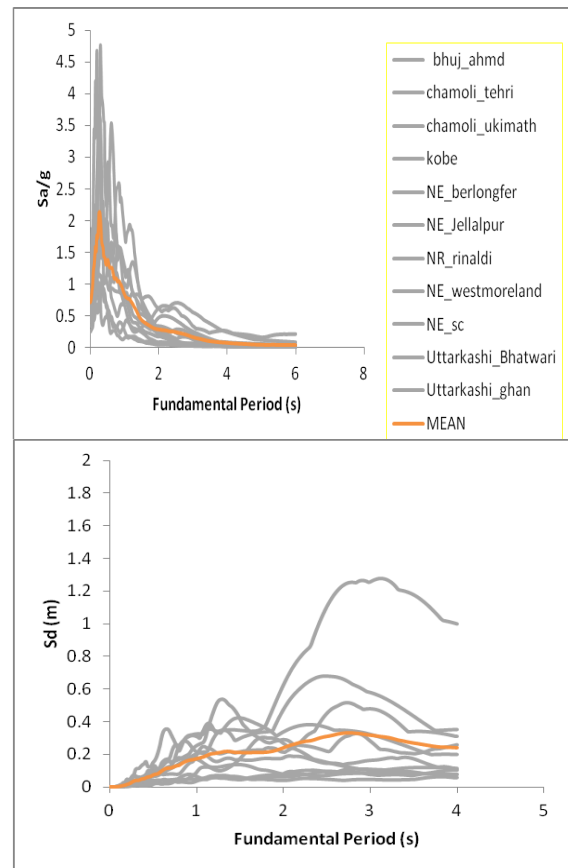 5
4.5
4
3.5
3
2.5
2
1.5
1
0.5
0
Sa/g
0 2 4 6 8
Fundamental Period (s)
bhuj_ahmd
chamoli_tehri
chamoli_ukimath
kobe
NE_berlongfer
NE_Jellalpur
NR_rinaldi
NE_westmoreland
NE_sc
Uttarkashi_Bhatwari
Uttarkashi_ghan
MEAN
2
1.8
1.6
1.4
1.2
1
0.8
0.6
0.4
0.2
0
Sd (m)
0 1 2 3 4 5
Fundamental Period (s)